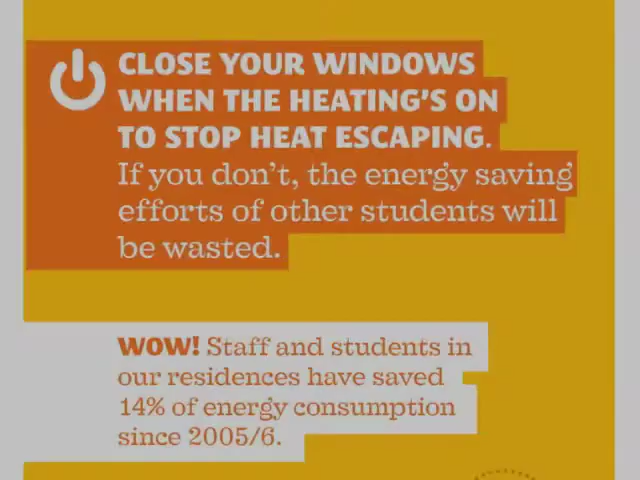 CLOSE YOUR WINDOWS
WHEN THE HEATING'S ON
TO STOP HEAT ESCAPING.
If you don't, the energy saving
efforts of other students will
be wasted.
WOW! Staff and students in
our residences have saved
14% of energy consumption
since 2005/6.